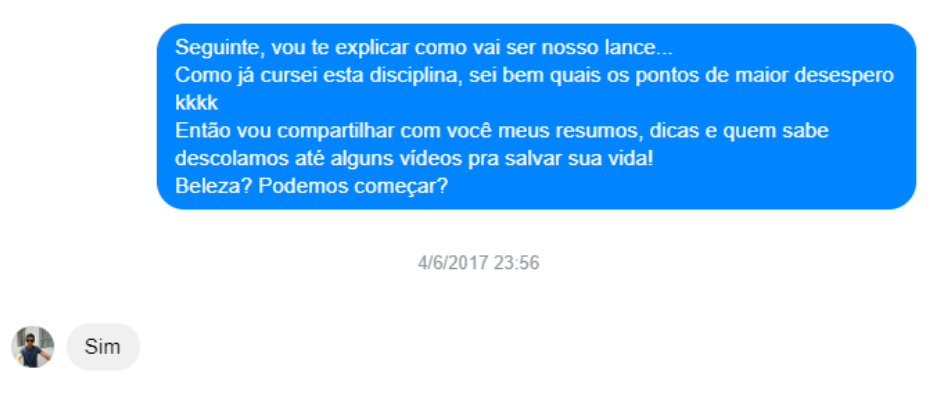 Seguinte, vou te explicar como vai ser nosso lance...
Como já cursei esta disciplina, sei bem quais os pontos de maior desespero
kkkk
Então vou compartilhar com você meus resumos, dicas e quem sabe
descolamos até alguns vídeos pra salvar sua vida!
Beleza? Podemos começar?
4/6/2017 23:56
Sim